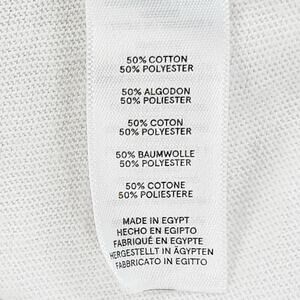 50% COTTON
50% POLYESTER
50% ALGODON
50% POLIESTER
50% COTON
50% POLYESTER
50% BAUMWOLLE
50% POLYESTER
50% COTONE
50% POLIESTERE
MADE IN EGYPT
HECHO EN EGIPTO
FABRIQUÉ EN EGYPTE
HERGESTELLT IN ÄGYPTEN
FABBRICATO IN EGITTO